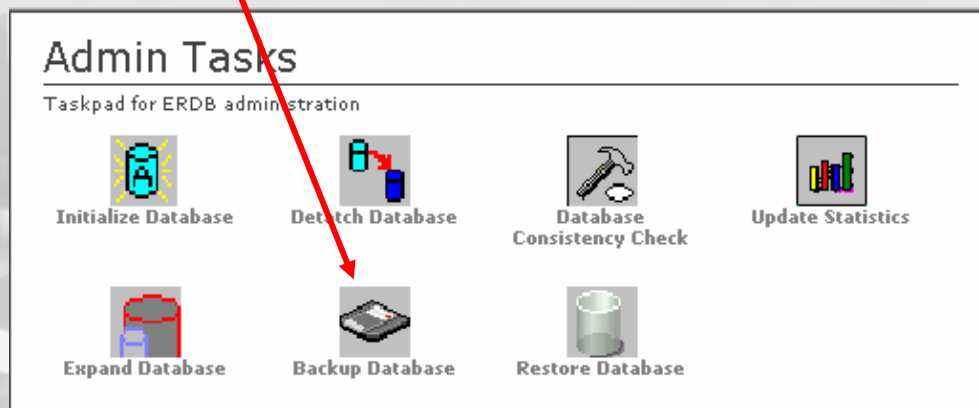 Admin Tasks
Taskpad for ERDB administration
Initialize Database
Detatch Database
Database
Consistency Check
Update Statistics
Expand Database
Backup Database
Restore Database